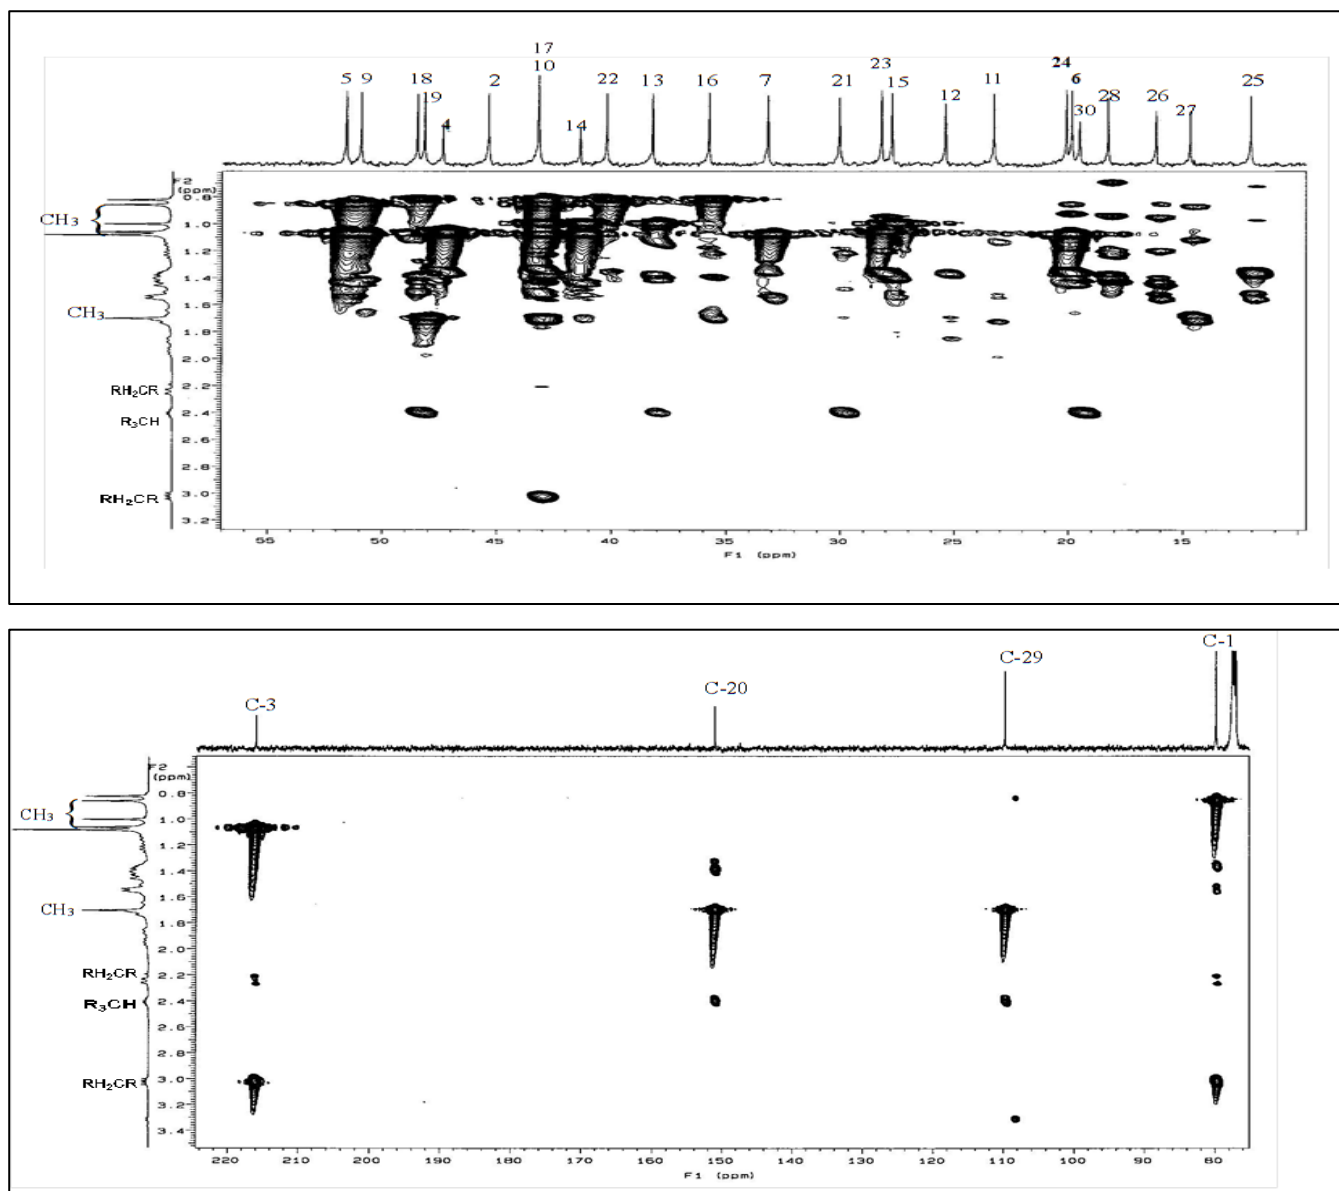 17
5 9 18 2 10 22 13 16 7 21 23 15 11 24 6 28 26 25
19 4 14 12 30 27
F2
(ppm)
0.8
CH3
1.0
1.2
1.4
1.6
CH3
1.8
2.0
RH2CR
2.2
2.4
R3CH
2.6
2.8
RH2CR
3.0
3.2
55 50 45 40 35 30 25 20 15
F1 (ppm)
C-1
C-29
C-20
C-3
F2
(ppm)
0.8
CH3
1.0
1.2
1.4
1.6
CH3
1.8
2.0
RH2CR
2.2
R3CH
2.4
2.6
2.8
RH2CR
3.0
3.2
3.4
220 210 200 190 180 170 160 150 140 130 120 110 100 90 80
F1 (ppm)